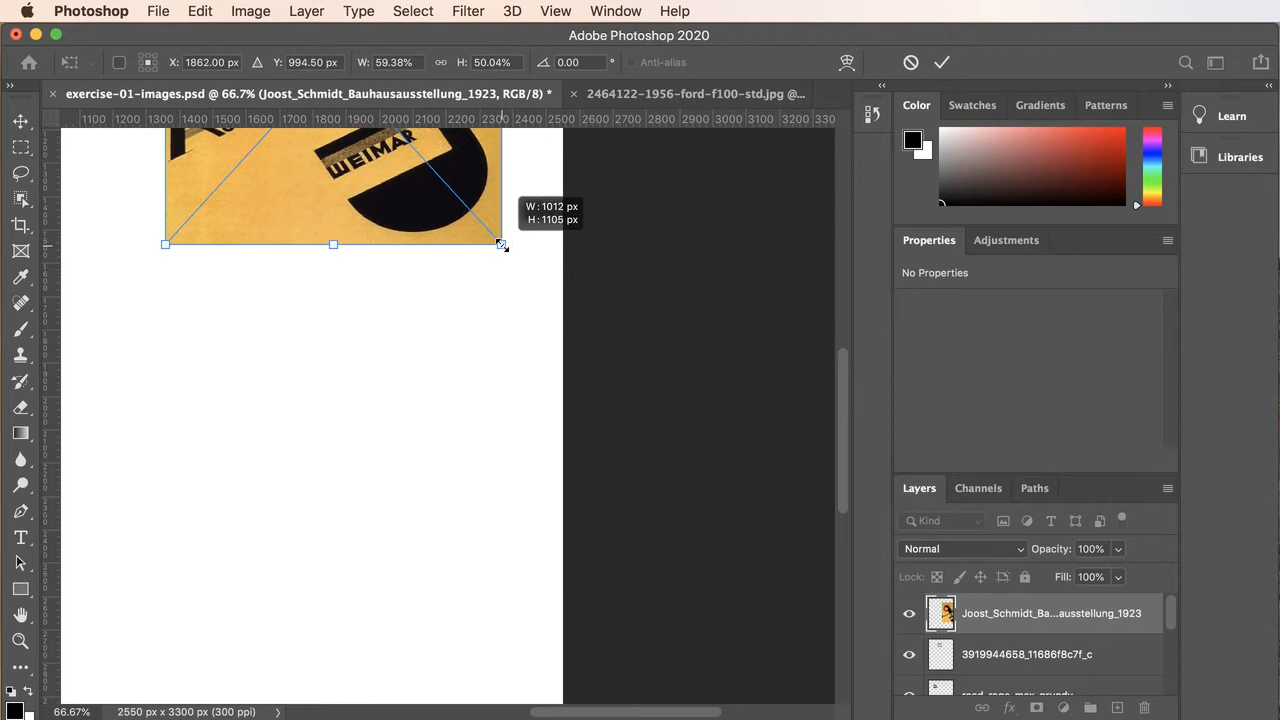 Photoshop File Edit Image Layer Type Select Filter 3D View Window Help
Adobe Photoshop 2020
X: 1862.00 px Y: 994.50 px W: 59.38% H: 50.04% 0.00 ° Anti-alias
exercise-01-images.psd @ 66.7% (Joost_Schmidt_Bauhausausstellung_1923, RGB/8) *
2464122-1956-ford-f100-std.jpg @...
1100 1200 1300 1400 1500 1600 1700 1800 1900 2000 2100 2200 2300 2400 2500 2600 2700 2800 2900 3000 3100 3200 3300
WEIMAR
W: 1012 px
H: 1105 px
Color Swatches Gradients Patterns
Learn
Libraries
Properties Adjustments
No Properties
Layers Channels Paths
Kind
Normal Opacity: 100%
Lock: Fill: 100%
Joost_Schmidt_Ba...ausstellung_1923
3919944658_11686f8c7f_c
66.67% 2550 px x 3300 px (300 ppi)